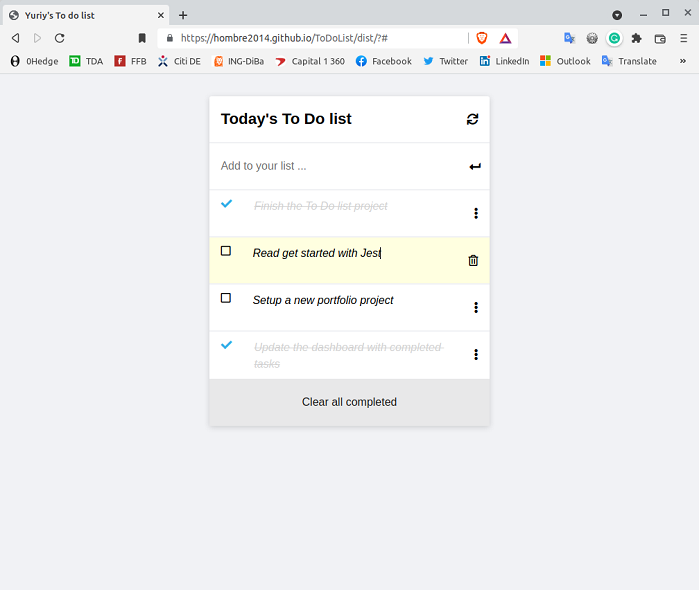 Yuriy's To do list
https://hombre2014.github.io/ToDoList/dist/?#
0Hedge TDA FFB Citi DE ING-DiBa Capital 1 360 Facebook Twitter LinkedIn Outlook Translate »
Today's To Do list
Add to your list ...
Finish the To Do list project
Read get started with Jest
Setup a new portfolio project
Update the dashboard with completed
tasks
Clear all completed